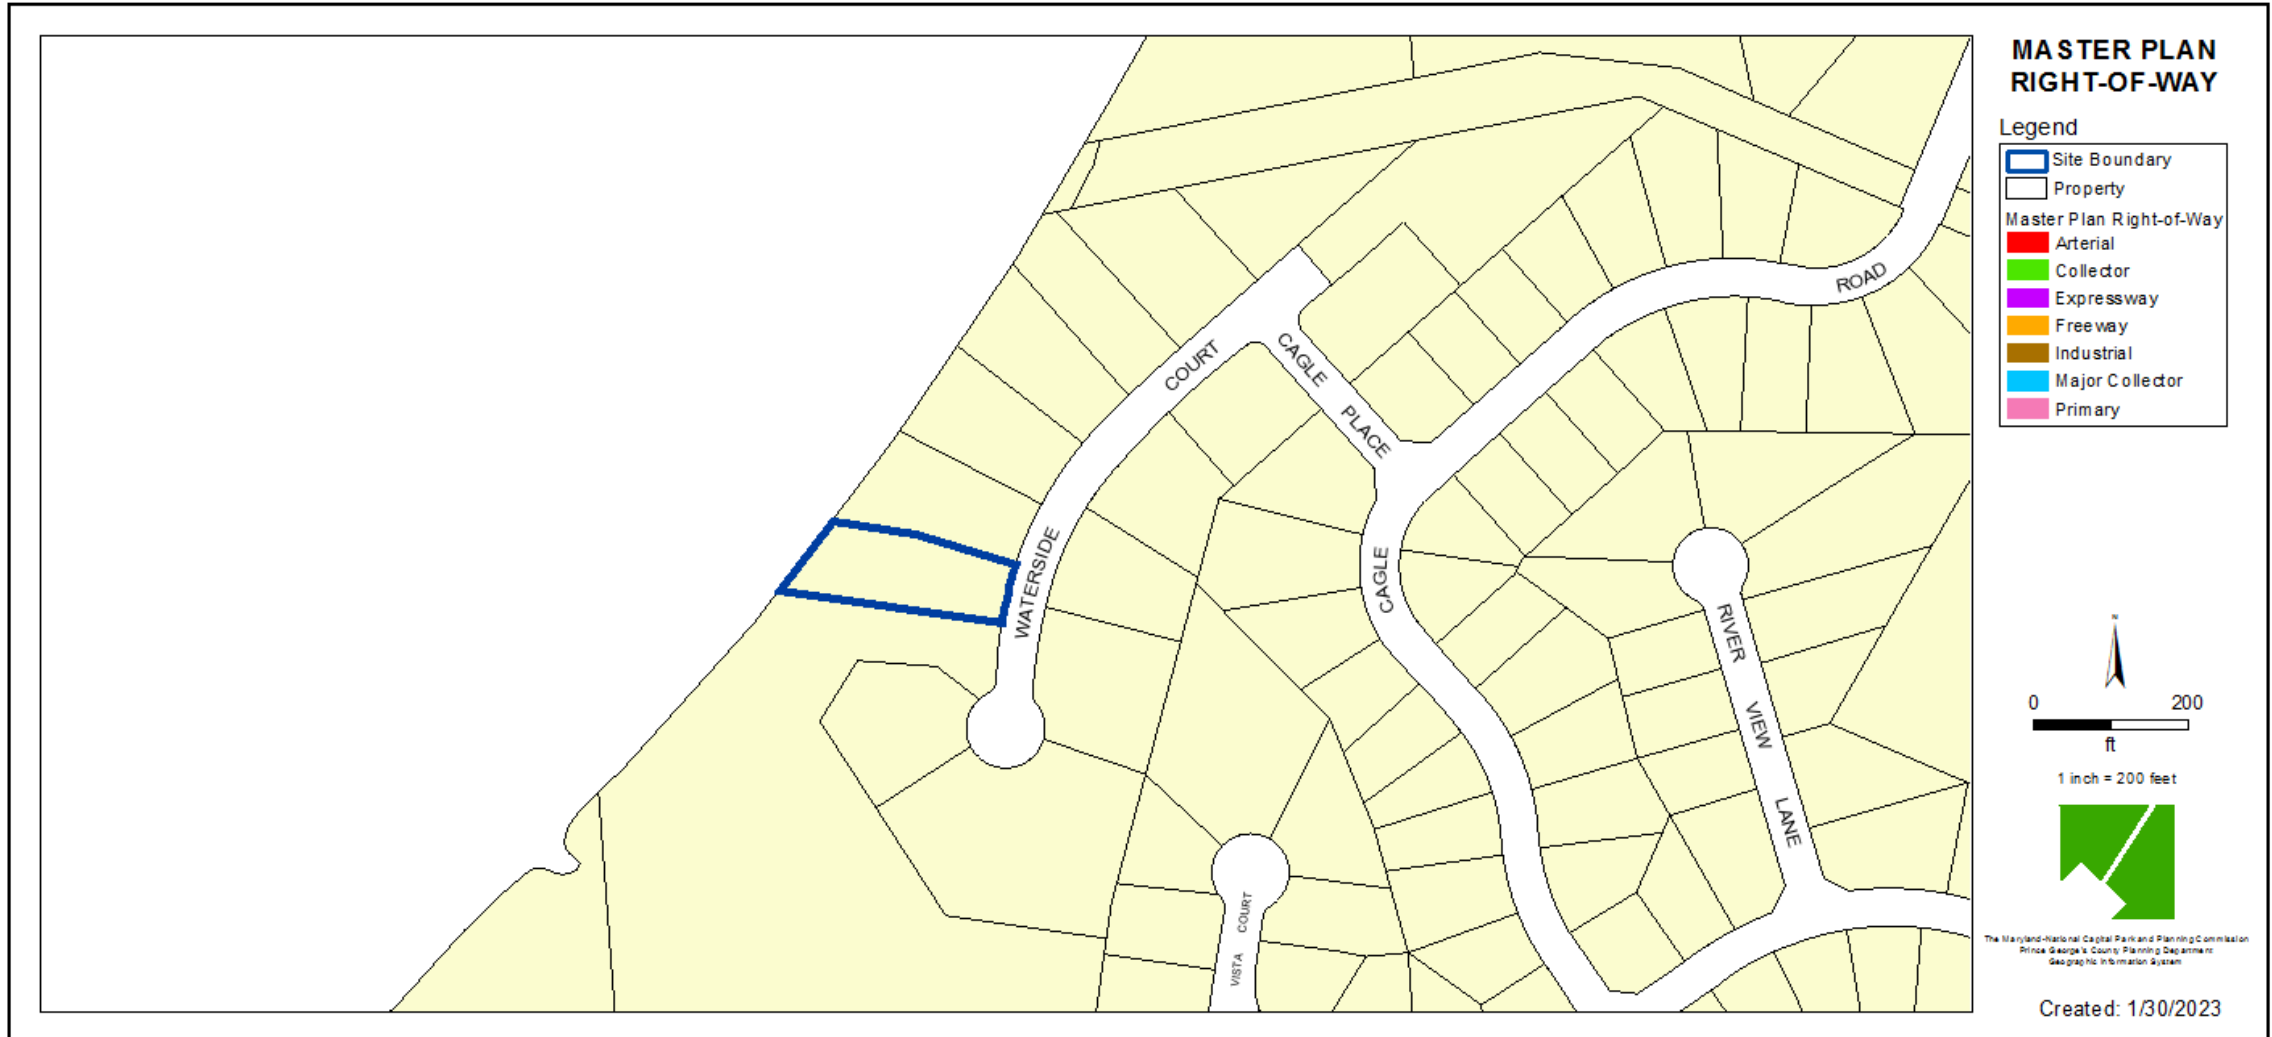 MASTER PLAN
RIGHT-OF-WAY
Legend
Site Boundary
Property
Master Plan Right-of-Way
Arterial
Collector
Expressway
Freeway
Industrial
Major Collector
Primary
ROAD
COURT
CAGLE
PLACE
WATERSIDE
CAGLE
RIVER
VIEW
LANE
COURT
VISTA
N
0 200
ft
1 inch = 200 feet
The Maryland-National Capital Park and Planning Commission
Prince George's County Planning Department
Geographic Information System
Created: 1/30/2023